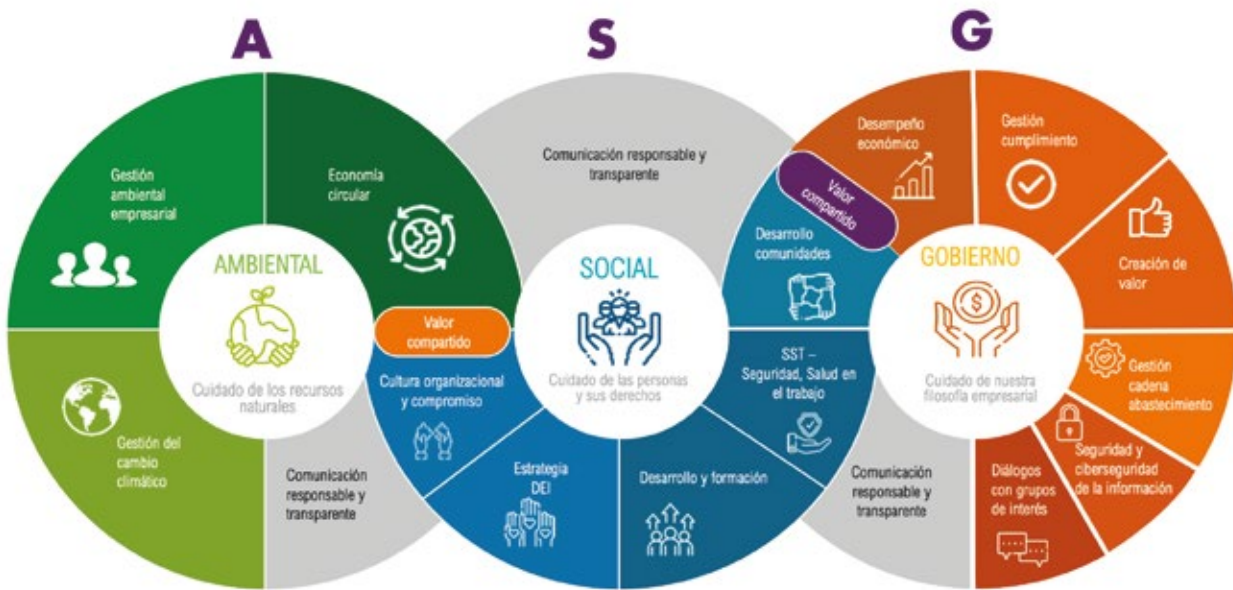 A
S
G
Gestión
ambiental
empresarial
Economía
circular
AMBIENTAL
Cuidado de los recursos
naturales
Gestión del
cambio
climático
Comunicación
responsable y
transparente
Valor
compartido
Comunicación responsable y
transparente
SOCIAL
Cuidado de las personas
y sus derechos
Cultura organizacional
y compromiso
Estrategia
DEI
Desarrollo y formación
SST –
Seguridad, Salud en
el trabajo
Desarrollo
comunidades
Valor
compartido
Desempeño
económico
Gestión
cumplimiento
Creación de
valor
GOBIERNO
Cuidado de nuestra
filosofía empresarial
Gestión
cadena
abastecimiento
Seguridad y
ciberseguridad
de la información
Diálogos
con grupos
de interés
Comunicación
responsable y
transparente